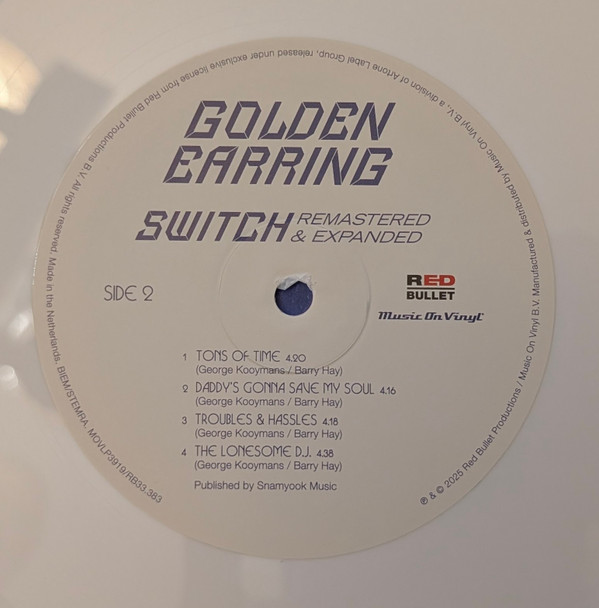 GOLDEN
EARRING
SWITCH REMASTERED
& EXPANDED
SIDE 2
RED
BULLET
Music On Vinyl
1 TONS OF TIME 4.20
(George Kooymans / Barry Hay)
2 DADDY'S GONNA SAVE MY SOUL 4.16
(George Kooymans / Barry Hay)
3 TROUBLES & HASSLES 4.18
(George Kooymans / Barry Hay)
4 THE LONESOME D.J. 4.38
(George Kooymans / Barry Hay)
Published by Snamyook Music
℗ & © 2025 Red Bullet Productions / Music On Vinyl B.V. Manufactured & distributed by Music On Vinyl B.V., a division of Artone Label Group, released under exclusive license from Red Bullet Productions B.V. All rights reserved. Made in the Netherlands. BIEM/STEMRA. MOVLP3919/RB33.383